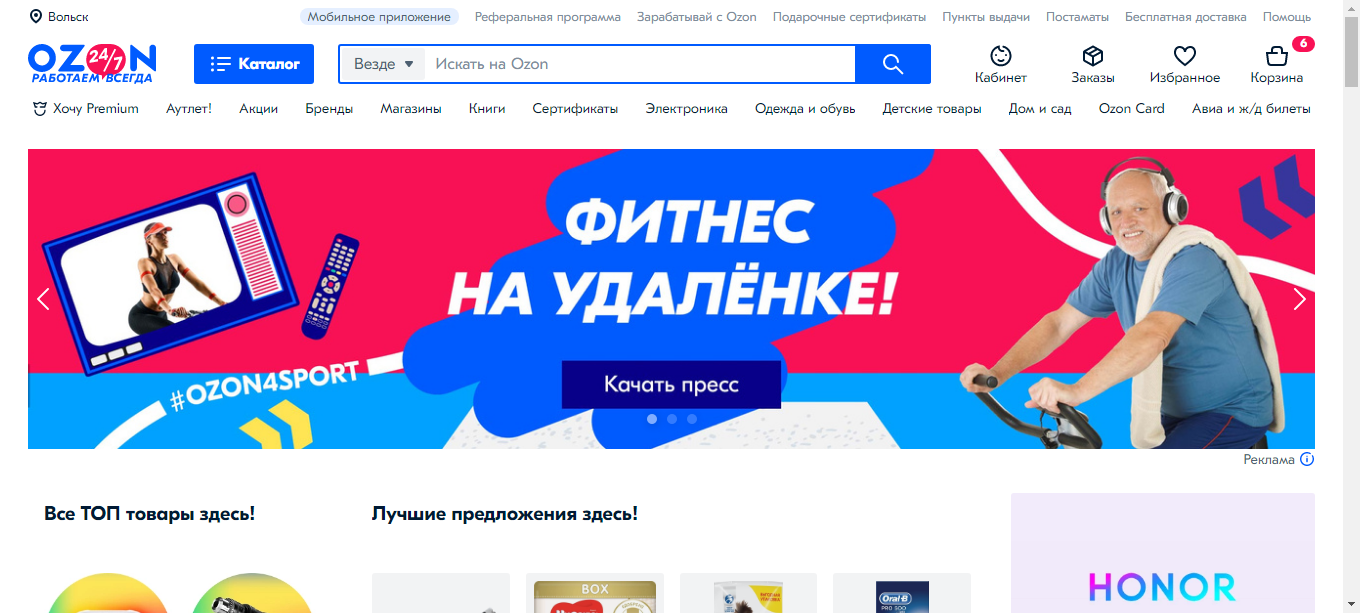 Вольск
Мобильное приложение
Реферальная программа
Зарабатывай с Ozon
Подарочные сертификаты
Пункты выдачи
Постаматы
Бесплатная доставка
Помощь
OZON
24/7
РАБОТАЕМ ВСЕГДА
Каталог
Везде
Искать на Ozon
Кабинет
Заказы
Избранное
6
Корзина
Хочу Premium
Аутлет!
Акции
Бренды
Магазины
Книги
Сертификаты
Электроника
Одежда и обувь
Детские товары
Дом и сад
Ozon Card
Авиа и ж/д билеты
ФИТНЕС
НА УДАЛЁНКЕ!
#OZON4SPORT
Качать пресс
Реклама
Все ТОП товары здесь!
Лучшие предложения здесь!
BOX
Oral-B
PRO 500
HONOR